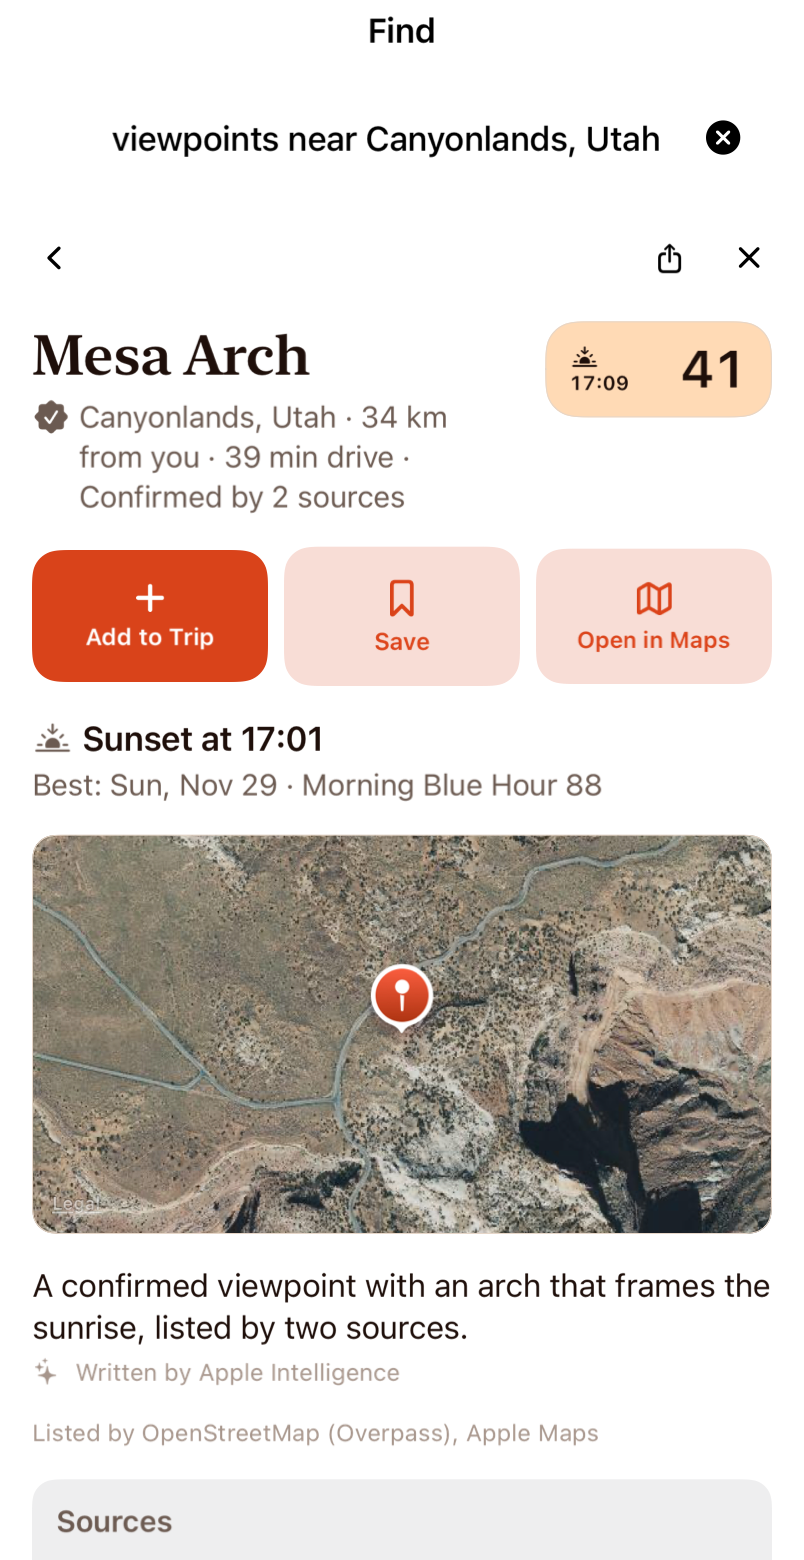 Find
viewpoints near Canyonlands, Utah
Mesa Arch
17:09
41
Canyonlands, Utah · 34 km
from you · 39 min drive ·
Confirmed by 2 sources
Add to Trip
Save
Open in Maps
Sunset at 17:01
Best: Sun, Nov 29 · Morning Blue Hour 88
Legal
A confirmed viewpoint with an arch that frames the
sunrise, listed by two sources.
Written by Apple Intelligence
Listed by OpenStreetMap (Overpass), Apple Maps
Sources